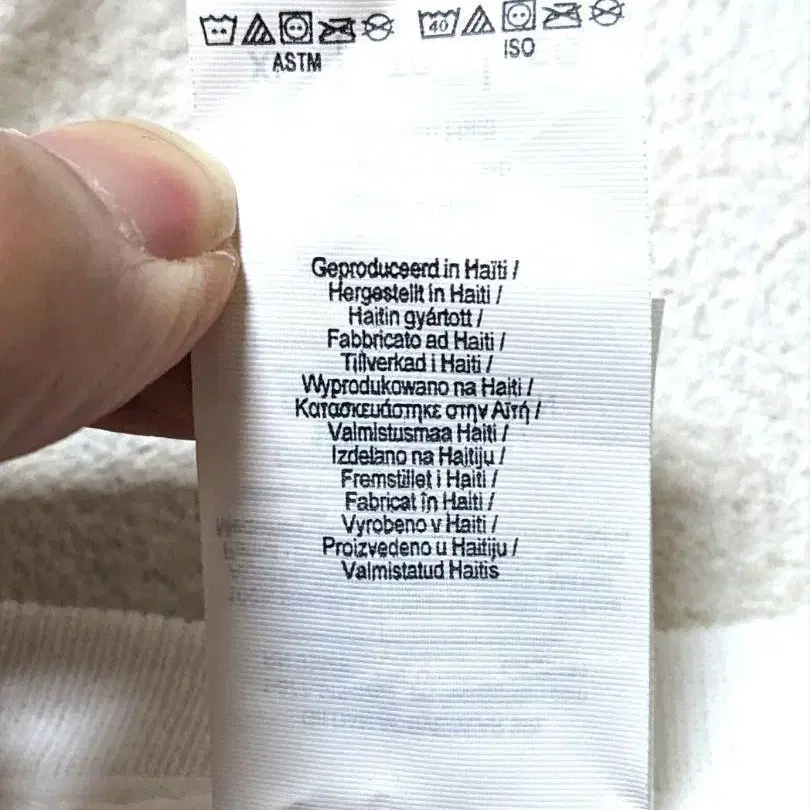 ASTM
40
ISO
Geproduceerd in Haïti /
Hergestellt in Haiti /
Haitin gyártott /
Fabbricato ad Haiti /
Tillverkad i Haiti /
Wyprodukowano na Haiti /
Κατασκευάστηκε στην Αϊτή /
Valmistusmaa Haiti /
Izdelano na Haitiju /
Fremstillet i Haiti /
Fabricat în Haiti /
Vyrobeno v Haiti /
Proizvedeno u Haitiju /
Valmistatud Haitis